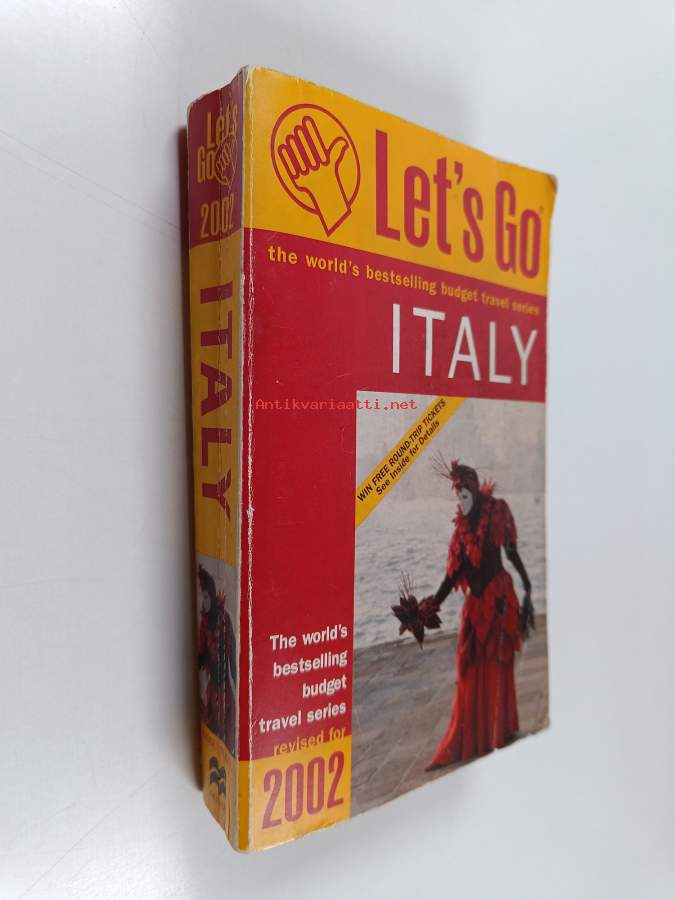 Let's
Go
2002
ITALY
Let's Go
the world's bestselling budget travel series
ITALY
Antikvariaatti.net
WIN FREE ROUND-TRIP TICKETS
See Inside for Details
The world's
bestselling
budget
travel series
revised for
2002